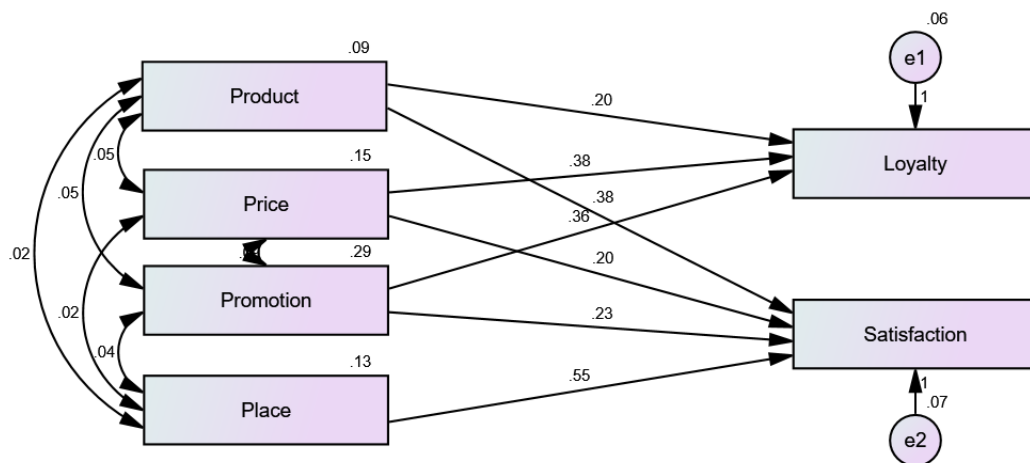 .06
.09
e1
Product
.20
1
.15
Loyalty
.05
.38
Price
.38
.05
.36
.02
.29
.20
Promotion
.02
.23
Satisfaction
.04
.13
.55
1
Place
.07
e2